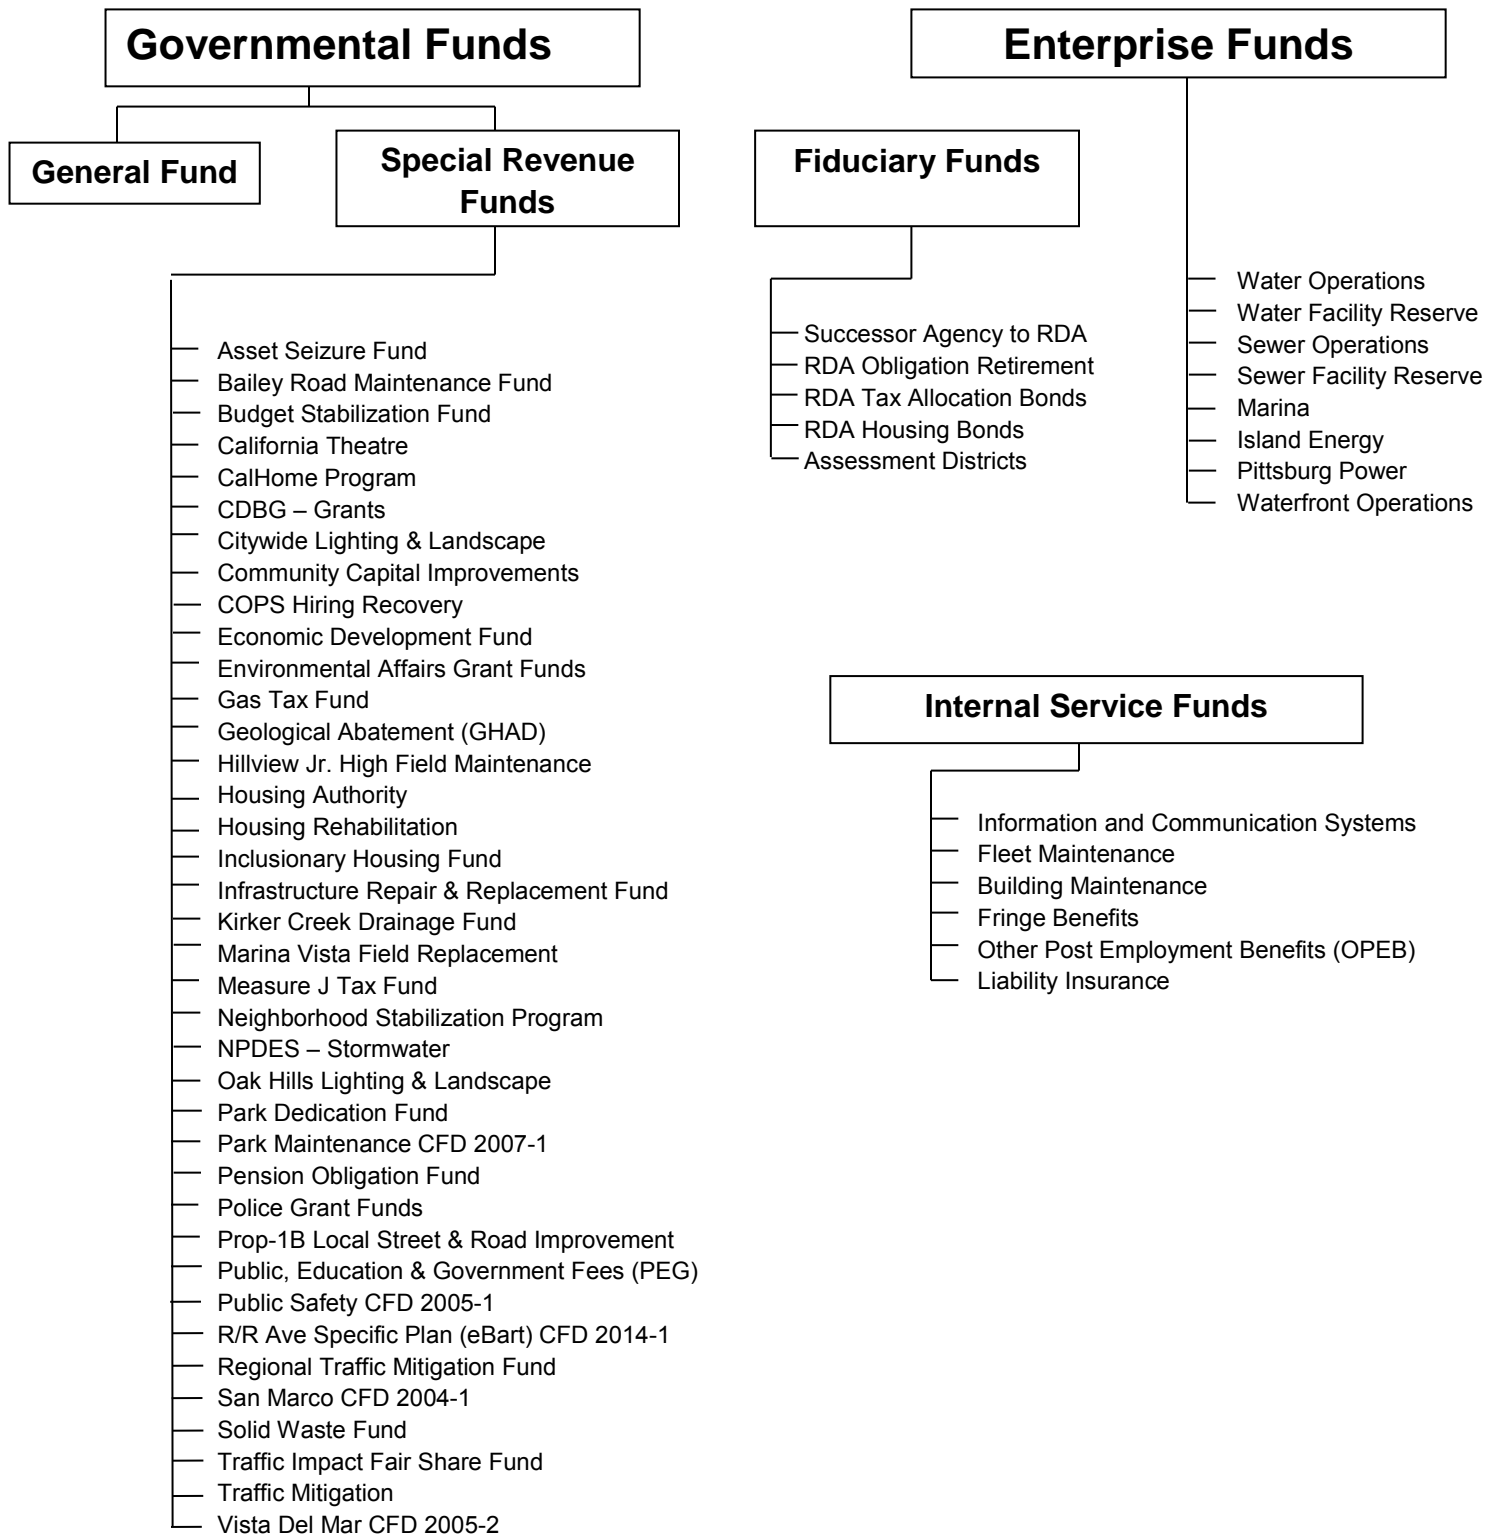 Governmental Funds
General Fund
Special Revenue
Funds
Asset Seizure Fund
Bailey Road Maintenance Fund
Budget Stabilization Fund
California Theatre
CalHome Program
CDBG – Grants
Citywide Lighting & Landscape
Community Capital Improvements
COPS Hiring Recovery
Economic Development Fund
Environmental Affairs Grant Funds
Gas Tax Fund
Geological Abatement (GHAD)
Hillview Jr. High Field Maintenance
Housing Authority
Housing Rehabilitation
Inclusionary Housing Fund
Infrastructure Repair & Replacement Fund
Kirker Creek Drainage Fund
Marina Vista Field Replacement
Measure J Tax Fund
Neighborhood Stabilization Program
NPDES – Stormwater
Oak Hills Lighting & Landscape
Park Dedication Fund
Park Maintenance CFD 2007-1
Pension Obligation Fund
Police Grant Funds
Prop-1B Local Street & Road Improvement
Public, Education & Government Fees (PEG)
Public Safety CFD 2005-1
R/R Ave Specific Plan (eBart) CFD 2014-1
Regional Traffic Mitigation Fund
San Marco CFD 2004-1
Solid Waste Fund
Traffic Impact Fair Share Fund
Traffic Mitigation
Vista Del Mar CFD 2005-2
Fiduciary Funds
Successor Agency to RDA
RDA Obligation Retirement
RDA Tax Allocation Bonds
RDA Housing Bonds
Assessment Districts
Enterprise Funds
Water Operations
Water Facility Reserve
Sewer Operations
Sewer Facility Reserve
Marina
Island Energy
Pittsburg Power
Waterfront Operations
Internal Service Funds
Information and Communication Systems
Fleet Maintenance
Building Maintenance
Fringe Benefits
Other Post Employment Benefits (OPEB)
Liability Insurance